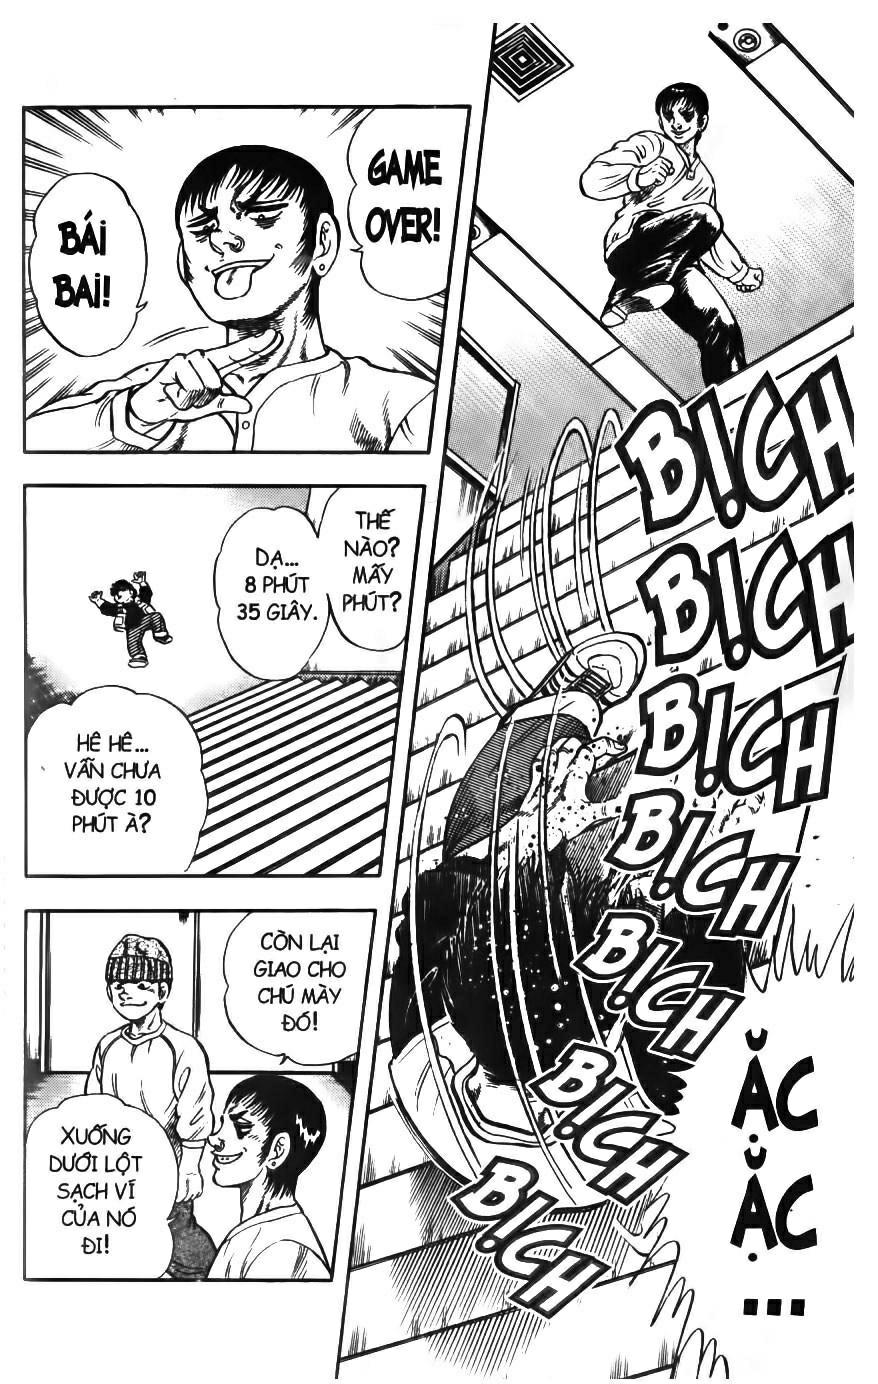 BỊCH
BỊCH
BỊCH
BỊCH
BỊCH
BỊCH
BỊCH
ẶC
ẶC
...
GAME
OVER!
BÁI
BAI!
THẾ
NÀO?
MẤY
PHÚT?
DẠ...
8 PHÚT
35 GIÂY.
HÊ HÊ...
VẪN CHƯA
ĐƯỢC 10
PHÚT À?
CÒN LẠI
GIAO CHO
CHÚ MÀY
ĐÓ!
XUỐNG
DƯỚI LỘT
SẠCH VÍ
CỦA NÓ
ĐI!